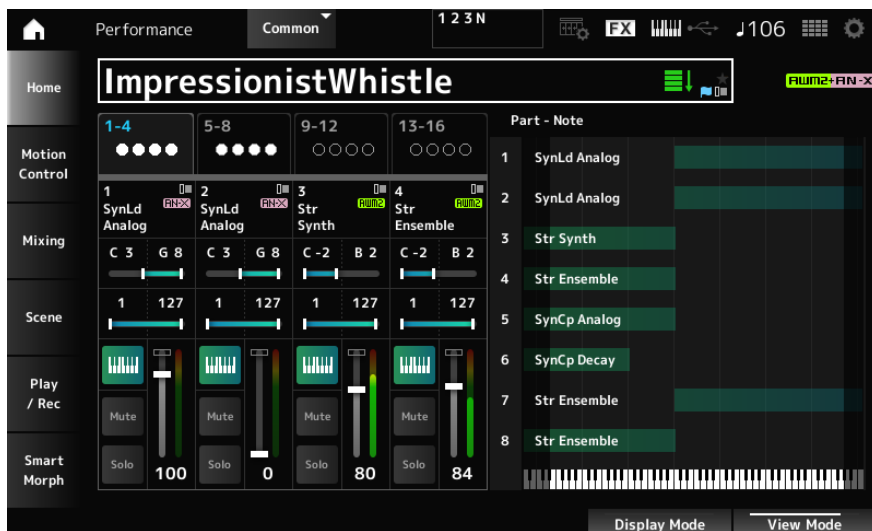 Performance
Common
1 2 3 N
FX
♩106
Home
ImpressionistWhistle
AWM2+AN-X
1-4
5-8
9-12
13-16
Part - Note
Motion
Control
1
SynLd
Analog
AN-X
2
SynLd
Analog
AN-X
3
Str
Synth
AWM2
4
Str
Ensemble
AWM2
1 SynLd Analog
2 SynLd Analog
3 Str Synth
4 Str Ensemble
5 SynCp Analog
6 SynCp Decay
7 Str Ensemble
8 Str Ensemble
Mixing
C 3 G 8 C 3 G 8 C -2 B 2 C -2 B 2
Scene
1 127 1 127 1 127 1 127
Play
/ Rec
Mute Mute Mute Mute
Smart
Morph
Solo 100 Solo 0 Solo 80 Solo 84
Display Mode
View Mode